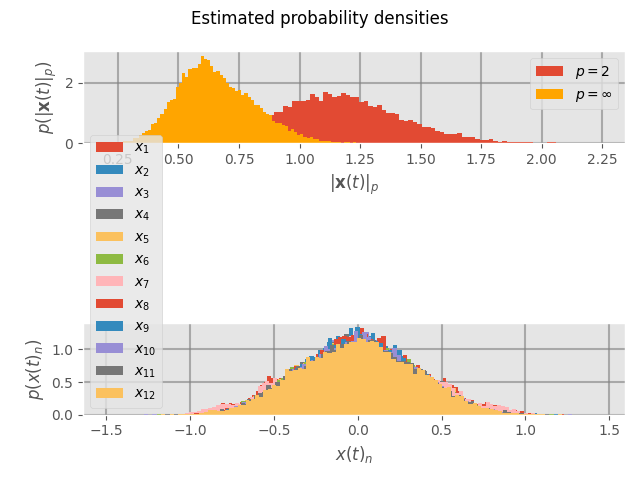 Estimated probability densities
p(|x(t)|ₚ)
2
0
p = 2
p = ∞
0.25 0.50 0.75 1.00 1.25 1.50 1.75 2.00 2.25
|x(t)|ₚ
x₁
x₂
x₃
x₄
x₅
x₆
x₇
x₈
x₉
x₁₀
x₁₁
x₁₂
p(x(t)ₙ)
1.0
0.5
0.0
−1.5 −1.0 −0.5 0.0 0.5 1.0 1.5
x(t)ₙ